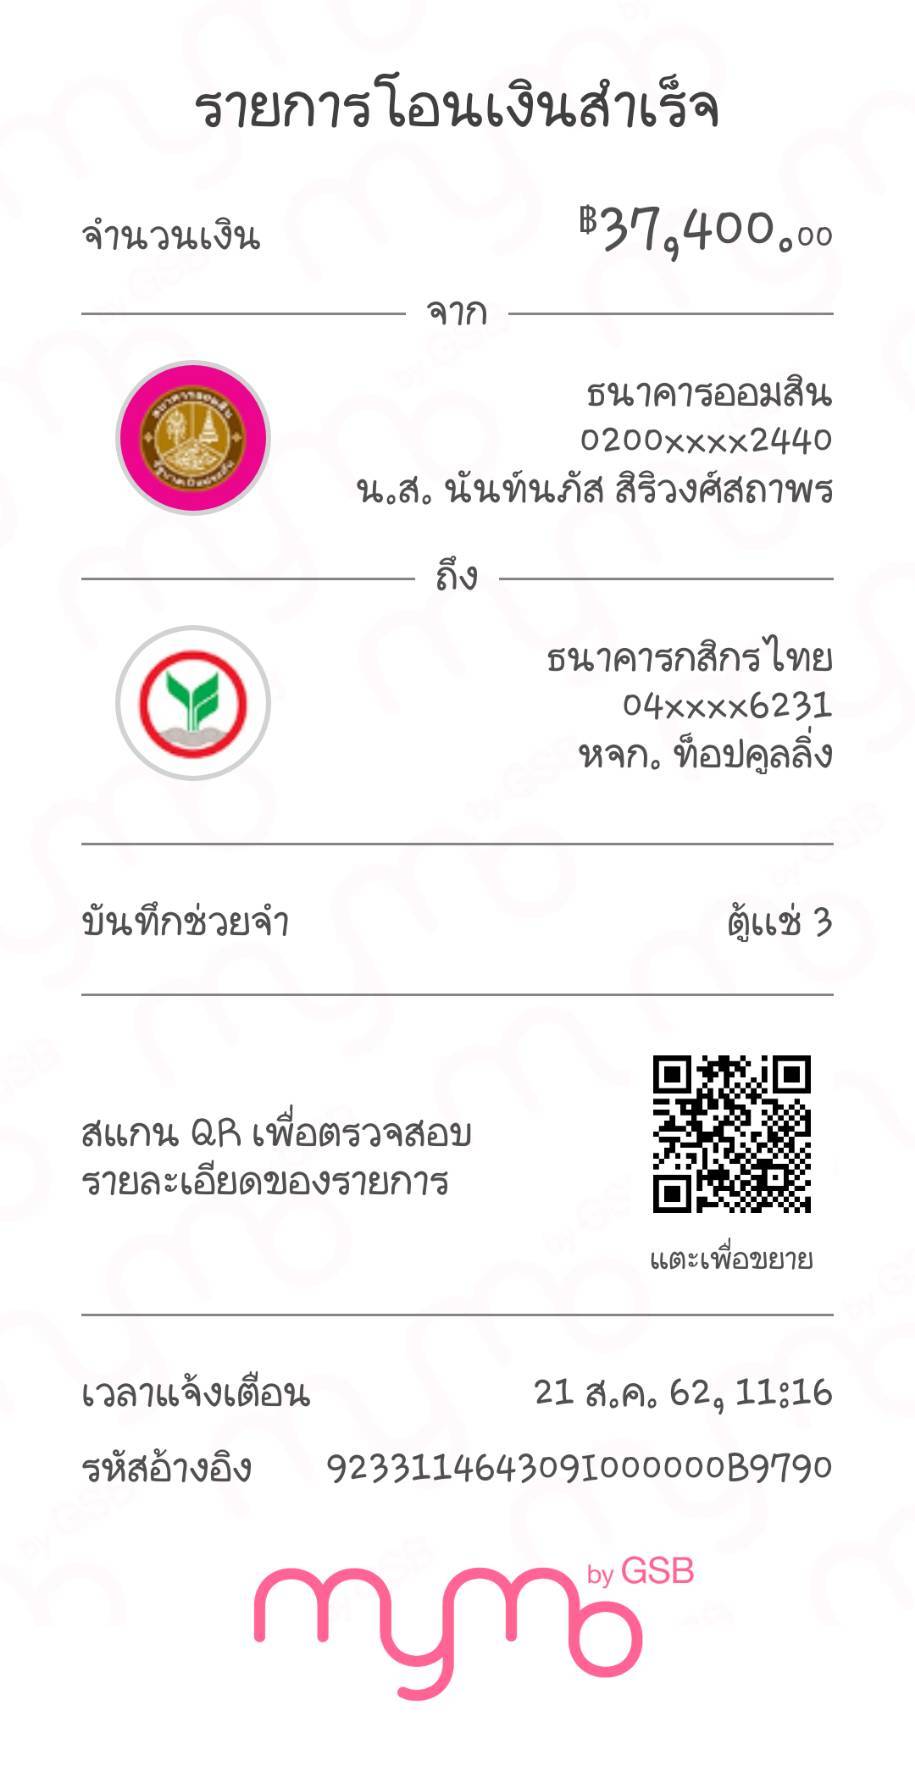 รายการโอนเงินสำเร็จ
จำนวนเงิน ฿37,400.00
จาก
ธนาคารออมสิน
0200xxxx2440
น.ส. นันท์นภัส สิริวงศ์สถาพร
ถึง
ธนาคารกสิกรไทย
04xxxx6231
หจก. ท็อปคูลลิ่ง
บันทึกช่วยจำ ตู้แช่ 3
สแกน QR เพื่อตรวจสอบ
รายละเอียดของรายการ
แตะเพื่อขยาย
เวลาแจ้งเตือน 21 ส.ค. 62, 11:16
รหัสอ้างอิง 923311464309I000000B9790
mymo by GSB